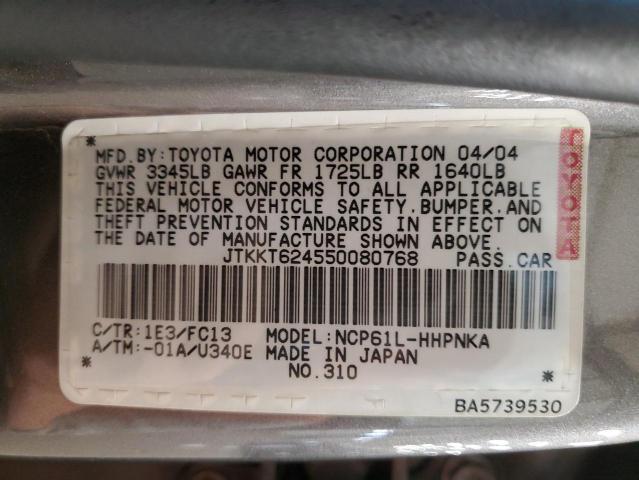 MFD.BY:TOYOTA MOTOR CORPORATION 04/04
GVWR 3345LB GAWR FR 1725LB RR 1640LB
THIS VEHICLE CONFORMS TO ALL APPLICABLE
FEDERAL MOTOR VEHICLE SAFETY,BUMPER,AND
THEFT PREVENTION STANDARDS IN EFFECT ON
THE DATE OF MANUFACTURE SHOWN ABOVE.
JTKKT624550080768 PASS.CAR
C/TR:1E3/FC13 MODEL:NCP61L-HHPNKA
A/TM:-01A/U340E MADE IN JAPAN
NO.310
BA5739530
TOYOTA